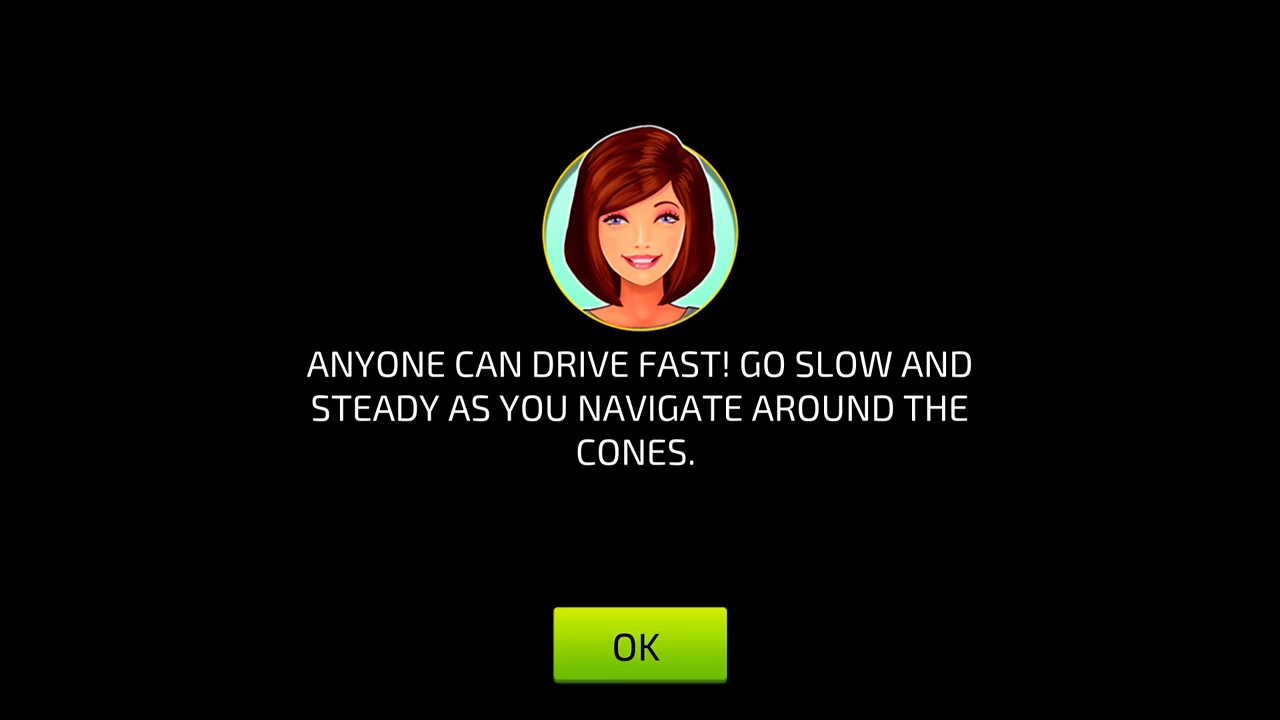 ANYONE CAN DRIVE FAST! GO SLOW AND
STEADY AS YOU NAVIGATE AROUND THE
CONES.
OK